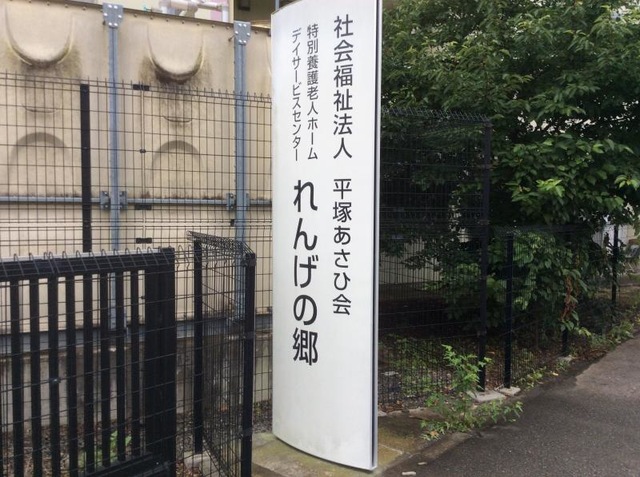 社会福祉法人 平塚あさひ会
特別養護老人ホーム
デイサービスセンター
れんげの郷